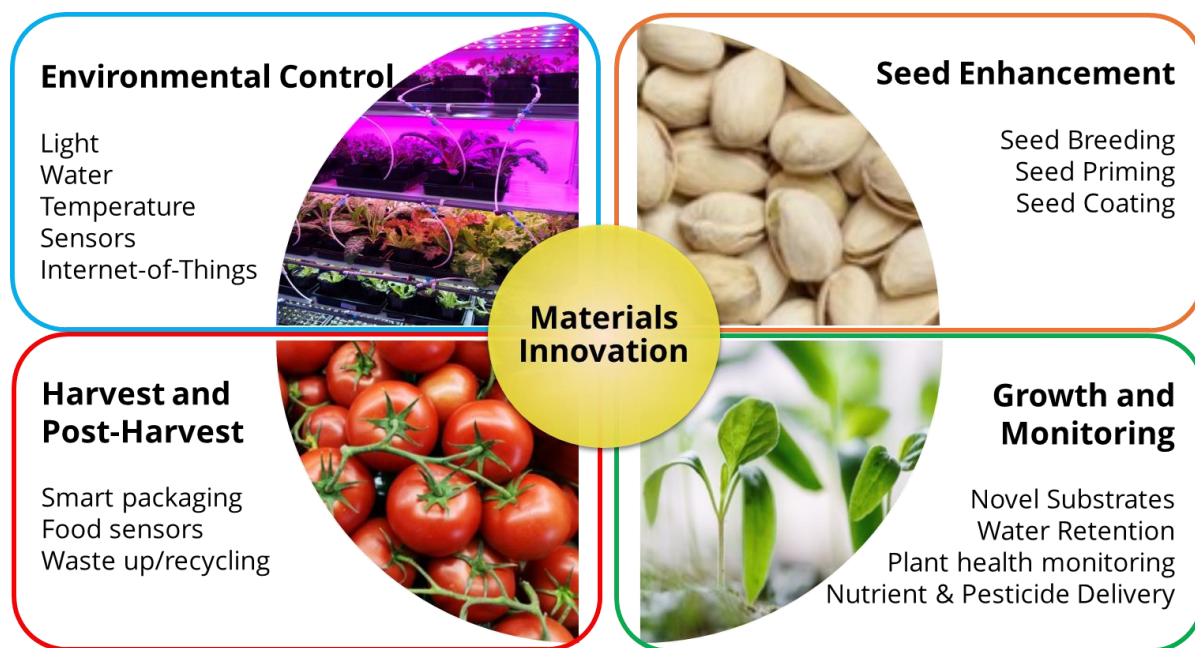 Environmental Control
Light
Water
Temperature
Sensors
Internet-of-Things
Seed Enhancement
Seed Breeding
Seed Priming
Seed Coating
Materials
Innovation
Harvest and
Post-Harvest
Smart packaging
Food sensors
Waste up/recycling
Growth and
Monitoring
Novel Substrates
Water Retention
Plant health monitoring
Nutrient & Pesticide Delivery